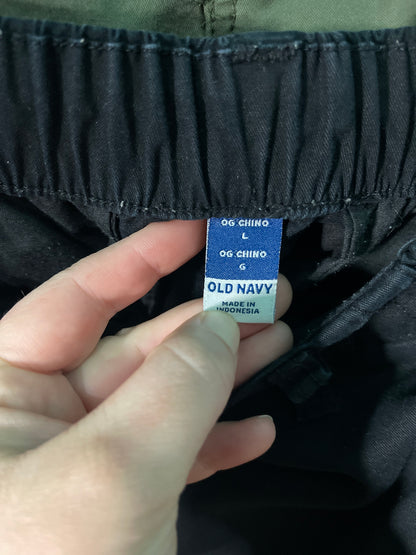 OG CHINO
L
OG CHINO
G
OLD NAVY
MADE IN
INDONESIA